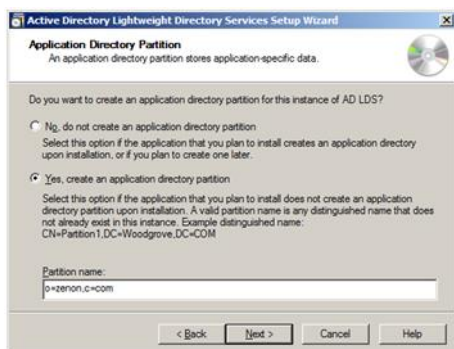 Active Directory Lightweight Directory Services Setup Wizard
Application Directory Partition
An application directory partition stores application-specific data.
Do you want to create an application directory partition for this instance of AD LDS?
No, do not create an application directory partition
Select this option if the application that you plan to install creates an application directory
upon installation, or if you plan to create one later.
Yes, create an application directory partition
Select this option if the application that you plan to install does not create an application
directory partition upon installation. A valid partition name is any distinguished name that does
not already exist in this instance. Example distinguished name:
CN=Partition1,DC=Woodgrove,DC=COM
Partition name:
o=zenon,c=com
< Back
Next >
Cancel
Help